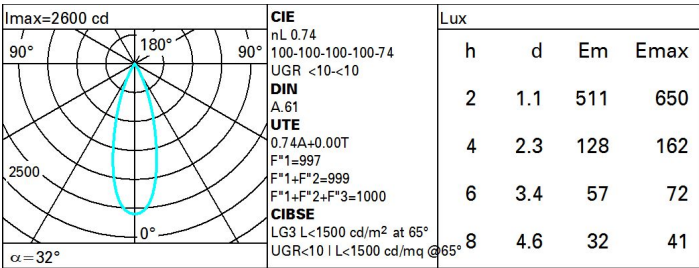 Imax=2600 cd
90°
180°
90°
2500
0°
α=32°
CIE
nL 0.74
100-100-100-100-74
UGR <10-<10
DIN
A.61
UTE
0.74A+0.00T
F"1=997
F"1+F"2=999
F"1+F"2+F"3=1000
CIBSE
LG3 L<1500 cd/m² at 65°
UGR<10 | L<1500 cd/mq @65°
Lux
h d Em Emax
2 1.1 511 650
4 2.3 128 162
6 3.4 57 72
8 4.6 32 41